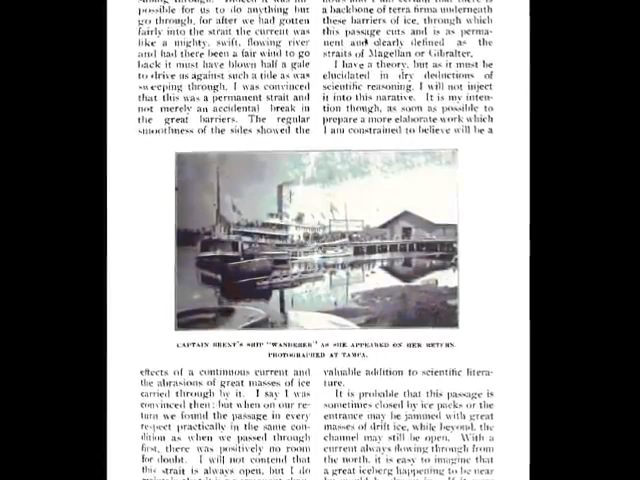 possible for us to do anything but
go through, for after we had gotten
fairly into the strait the current was
like a mighty, swift, flowing river
and had there been a fair wind to go
back it must have blown half a gale
to drive us against such a tide as was
sweeping through. I was convinced
that this was a permanent strait and
not merely an accidental break in
the great barriers. The regular
smoothness of the sides showed the
a backbone of terra firma underneath
these barriers of ice, through which
this passage cuts and is as perma-
nent and clearly defined as the
straits of Magellan or Gibralter.
I have a theory, but as it must be
elucidated in dry deductions of
scientific reasoning, I will not inject
it into this narative. It is my inten-
tion though, as soon as possible to
prepare a more elaborate work which
I am constrained to believe will be a
CAPTAIN BRENT'S SHIP "WANDERER" AS SHE APPEARED ON HER RETURN.
PHOTOGRAPHED AT TAMPA.
effects of a continuous current and
the abrasions of great masses of ice
carried through by it. I say I was
convinced then; but when on our re-
turn we found the passage in every
respect practically in the same con-
dition as when we passed through
first, there was positively no room
for doubt. I will not contend that
this strait is always open, but I do
valuable addition to scientific litera-
ture.
It is probable that this passage is
sometimes closed by ice packs or the
entrance may be jammed with great
masses of drift ice, while beyond, the
channel may still be open. With a
current always flowing through from
the north, it is easy to imagine that
a great iceberg happening to be near